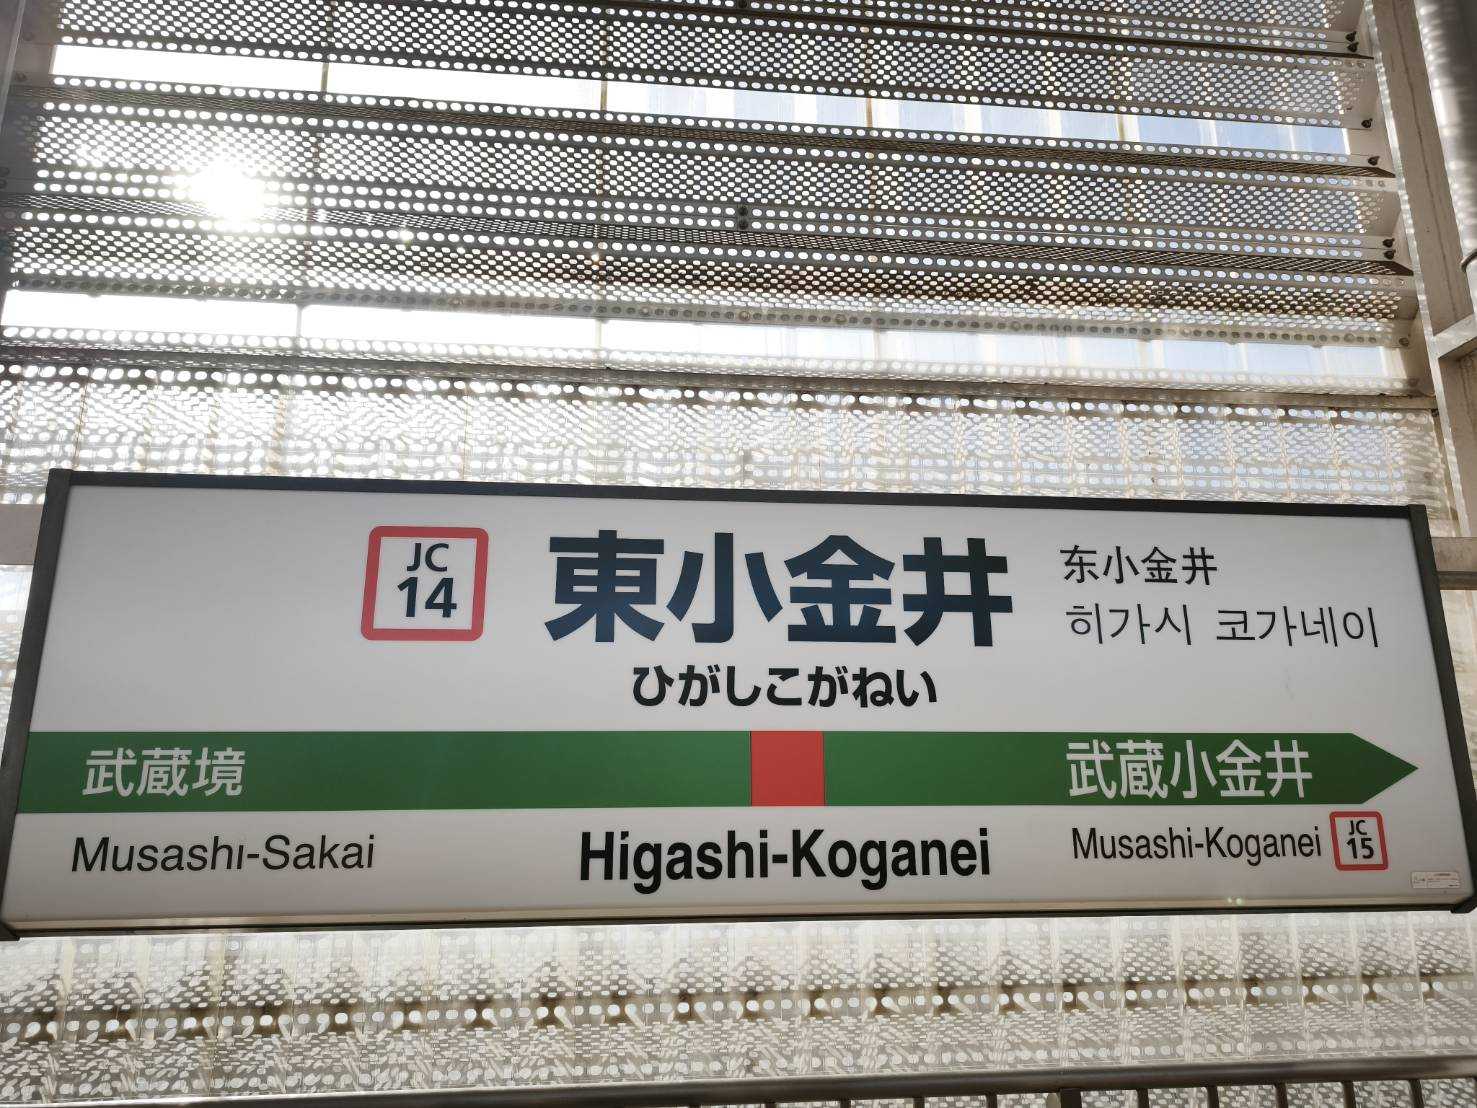 JC
14
東小金井
ひがしこがねい
东小金井
히가시 코가네이
武蔵境
武蔵小金井
Musashi-Sakai
Higashi-Koganei
Musashi-Koganei
JC
15